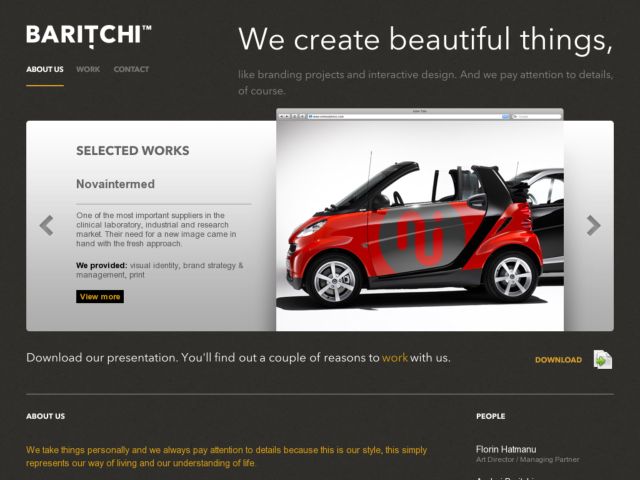 BARIȚCHI™
We create beautiful things,
ABOUT US WORK CONTACT
like branding projects and interactive design. And we pay attention to details,
of course.
SELECTED WORKS
Novaintermed
One of the most important suppliers in the
clinical laboratory, industrial and research
market. Their need for a new image came in
hand with the fresh approach.
We provided: visual identity, brand strategy &
management, print
View more
Download our presentation. You'll find out a couple of reasons to work with us.
DOWNLOAD
ABOUT US
We take things personally and we always pay attention to details because this is our style, this simply
represents our way of living and our understanding of life.
PEOPLE
Florin Hatmanu
Art Director / Managing Partner